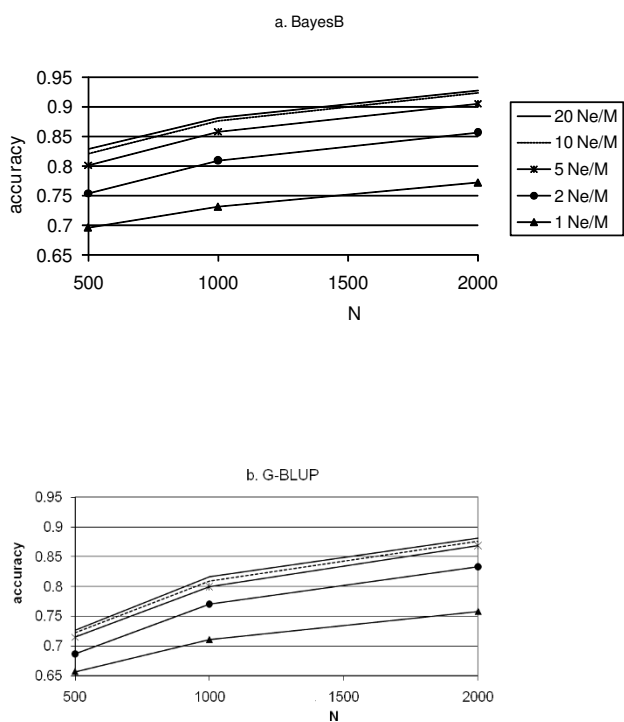 a. BayesB
0.95
0.9
0.85
0.8
0.75
0.7
0.65
accuracy
500 1000 1500 2000
N
20 Ne/M
10 Ne/M
5 Ne/M
2 Ne/M
1 Ne/M
b. G-BLUP
0.95
0.9
0.85
0.8
0.75
0.7
0.65
accuracy
500 1000 1500 2000
N